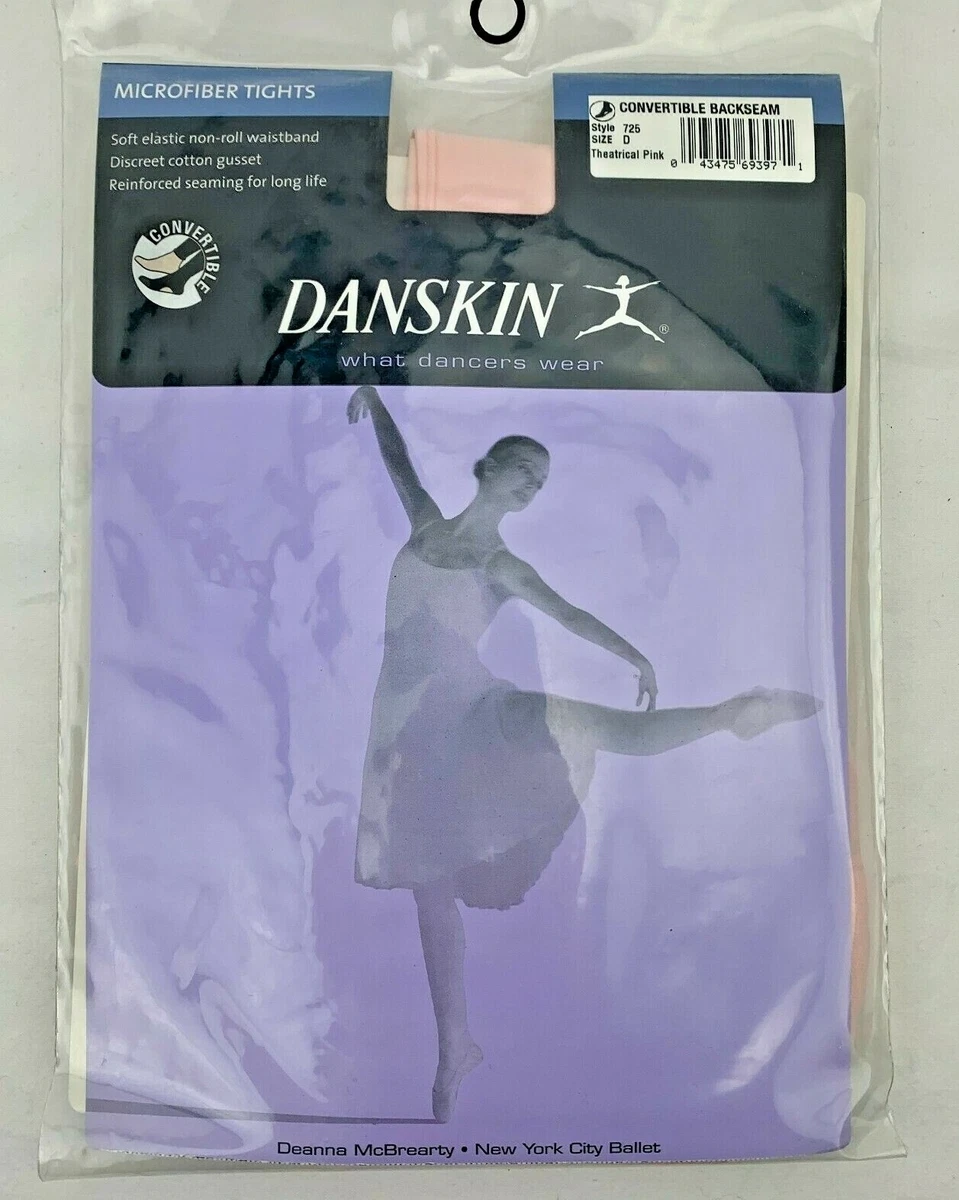 MICROFIBER TIGHTS
Soft elastic non-roll waistband
Discreet cotton gusset
Reinforced seaming for long life
CONVERTIBLE
CONVERTIBLE BACKSEAM
Style 725
SIZE D
Theatrical Pink
0 43475 69397 1
DANSKIN ®
what dancers wear
Deanna McBrearty • New York City Ballet